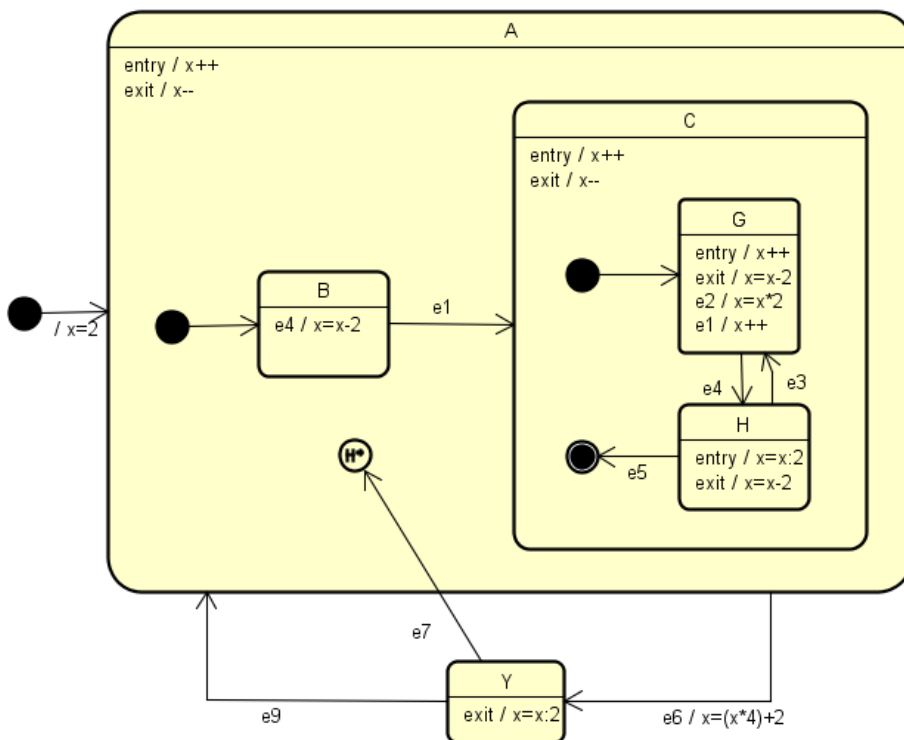 A
entry / x++
exit / x--
C
entry / x++
exit / x--
G
entry / x++
exit / x=x-2
e2 / x=x*2
e1 / x++
B
e4 / x=x-2
e1
/ x=2
e4
e3
H
entry / x=x:2
exit / x=x-2
H*
e5
e7
Y
exit / x=x:2
e9
e6 / x=(x*4)+2